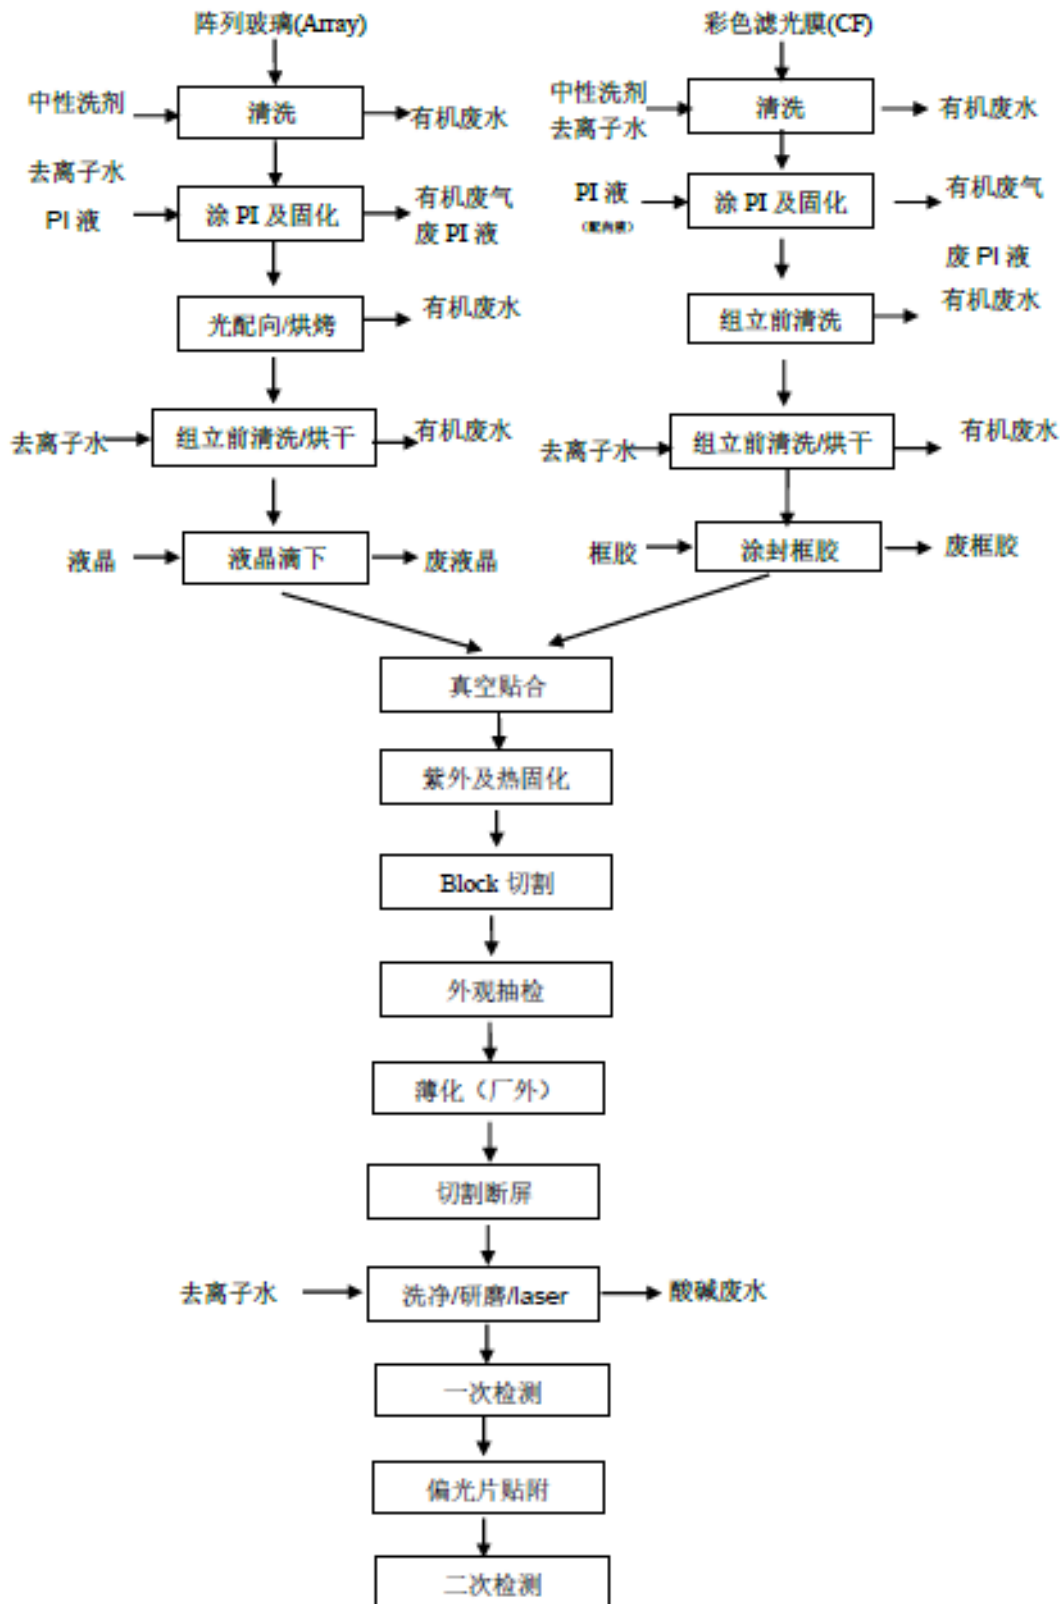 阵列玻璃(Array)
彩色滤光膜(CF)
中性洗剂
清洗
有机废水
中性洗剂
去离子水
清洗
有机废水
去离子水
PI 液
涂 PI 及固化
有机废气
废 PI 液
PI 液
（配向液）
涂 PI 及固化
有机废气
废 PI 液
光配向/烘烤
有机废水
组立前清洗
有机废水
去离子水
组立前清洗/烘干
有机废水
去离子水
组立前清洗/烘干
有机废水
液晶
液晶滴下
废液晶
框胶
涂封框胶
废框胶
真空贴合
紫外及热固化
Block 切割
外观抽检
薄化（厂外）
切割断屏
去离子水
洗净/研磨/laser
酸碱废水
一次检测
偏光片贴附
二次检测